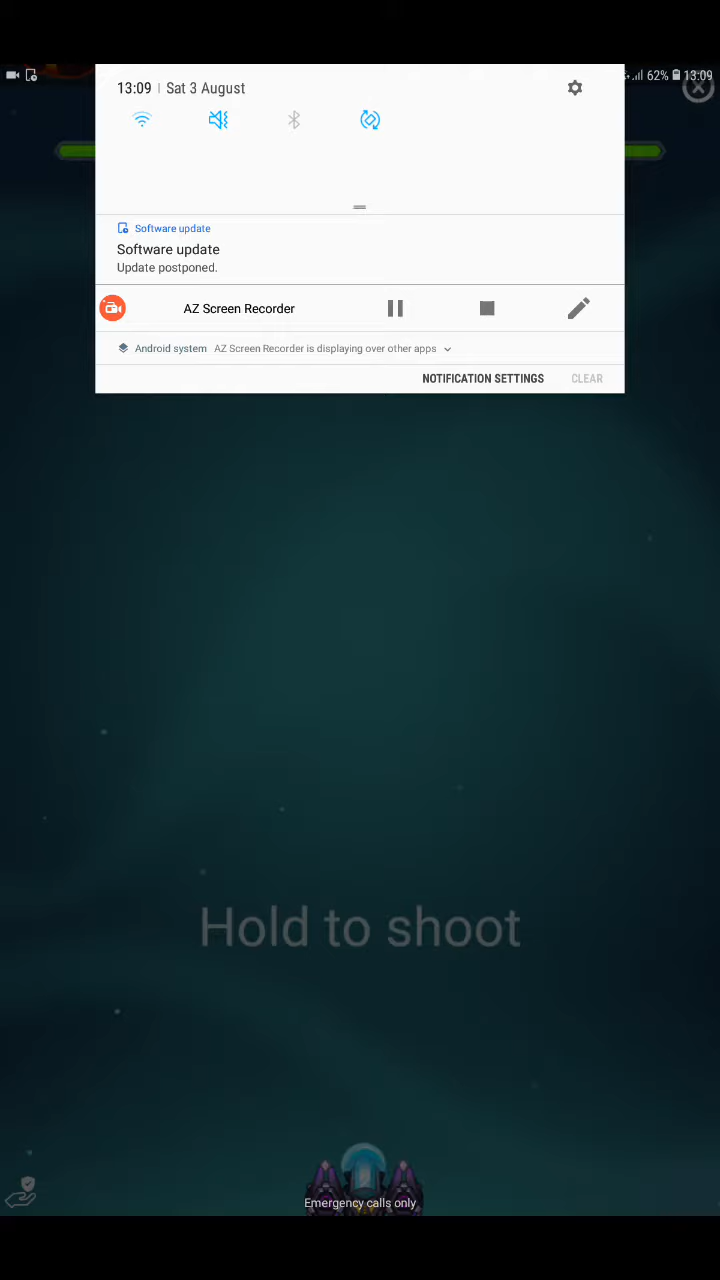 62% 13:09
13:09 Sat 3 August
Software update
Software update
Update postponed.
AZ Screen Recorder
Android system AZ Screen Recorder is displaying over other apps
NOTIFICATION SETTINGS CLEAR
Hold to shoot
Emergency calls only